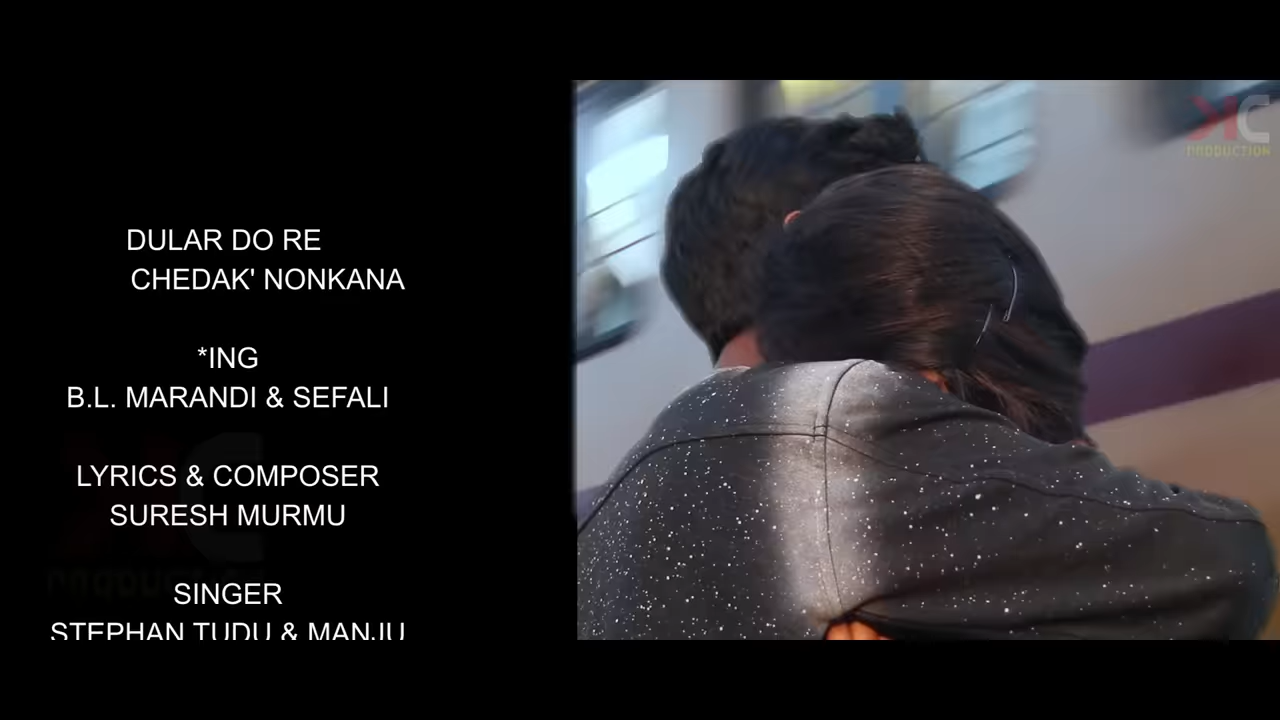 DULAR DO RE
CHEDAK' NONKANA
*ING
B.L. MARANDI & SEFALI
LYRICS & COMPOSER
SURESH MURMU
SINGER
STEPHAN TUDU & MANJU
KC
PRODUCTION